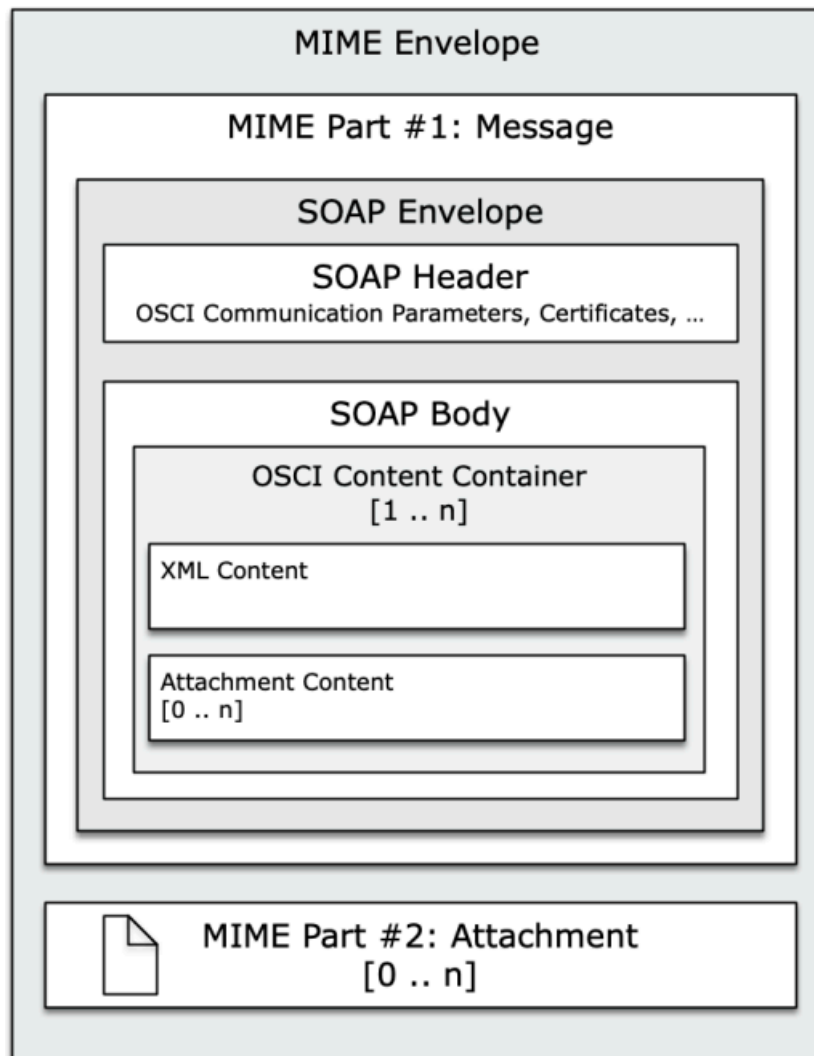 MIME Envelope
MIME Part #1: Message
SOAP Envelope
SOAP Header
OSCI Communication Parameters, Certificates, ...
SOAP Body
OSCI Content Container
[1 .. n]
XML Content
Attachment Content
[0 .. n]
MIME Part #2: Attachment
[0 .. n]